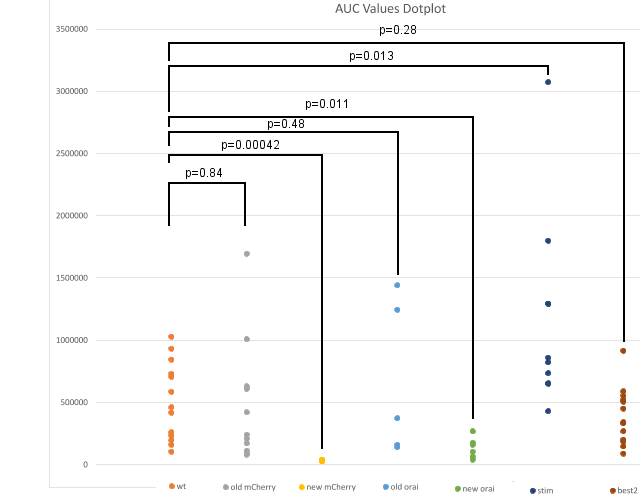 AUC Values Dotplot
3500000
p=0.28
p=0.013
3000000
p=0.011
p=0.48
2500000
p=0.00042
p=0.84
2000000
1500000
1000000
500000
0
wt old mCherry new mCherry old orai new orai stim best2